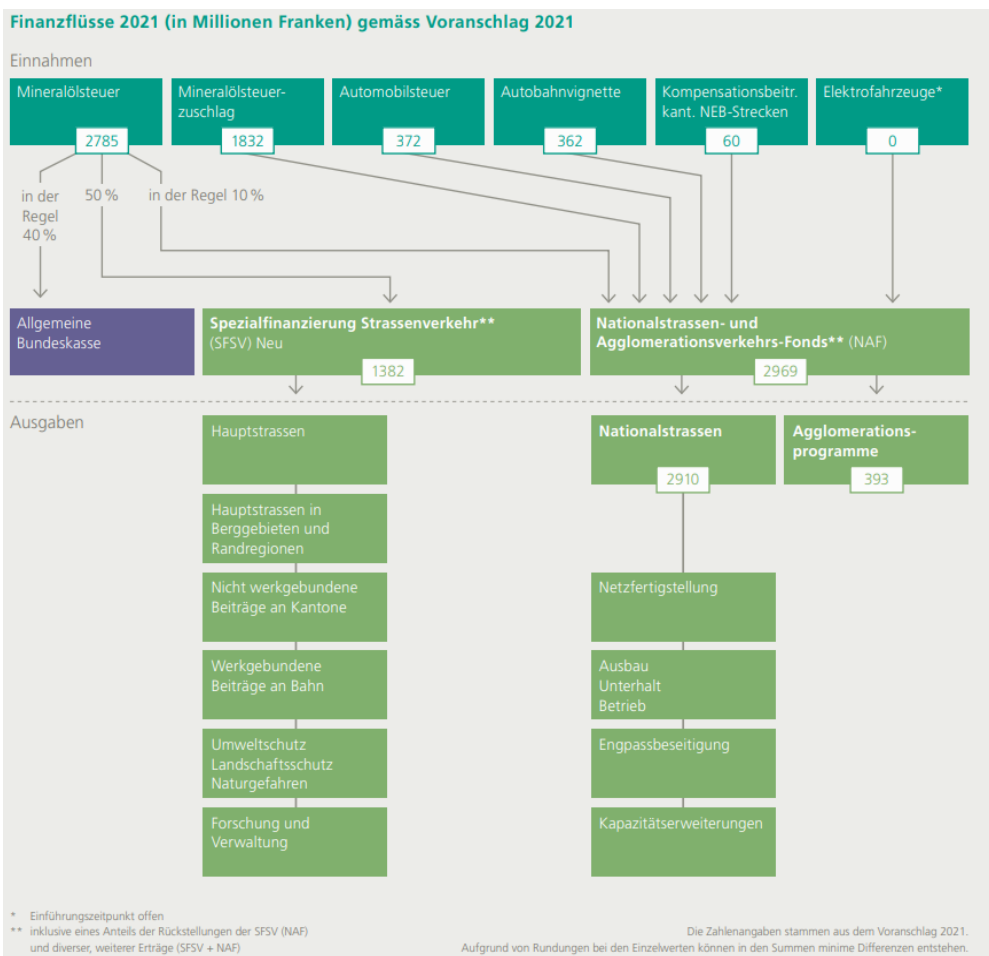 Finanzflüsse 2021 (in Millionen Franken) gemäss Voranschlag 2021
Einnahmen
Mineralölsteuer
2785
Mineralölsteuer-
zuschlag
1832
Automobilsteuer
372
Autobahnvignette
362
Kompensationsbeitr.
kant. NEB-Strecken
60
Elektrofahrzeuge*
0
in der
Regel
40 %
50 %
in der Regel 10 %
Allgemeine
Bundeskasse
Spezialfinanzierung Strassenverkehr**
(SFSV) Neu
1382
Nationalstrassen- und
Agglomerationsverkehrs-Fonds** (NAF)
2969
Ausgaben
Hauptstrassen
Hauptstrassen in
Berggebieten und
Randregionen
Nicht werkgebundene
Beiträge an Kantone
Werkgebundene
Beiträge an Bahn
Umweltschutz
Landschaftsschutz
Naturgefahren
Forschung und
Verwaltung
Nationalstrassen
2910
Netzfertigstellung
Ausbau
Unterhalt
Betrieb
Engpassbeseitigung
Kapazitätserweiterungen
Agglomerations-
programme
393
* Einführungszeitpunkt offen
** inklusive eines Anteils der Rückstellungen der SFSV (NAF)
und diverser, weiterer Erträge (SFSV + NAF)
Die Zahlenangaben stammen aus dem Voranschlag 2021.
Aufgrund von Rundungen bei den Einzelwerten können in den Summen minime Differenzen entstehen.